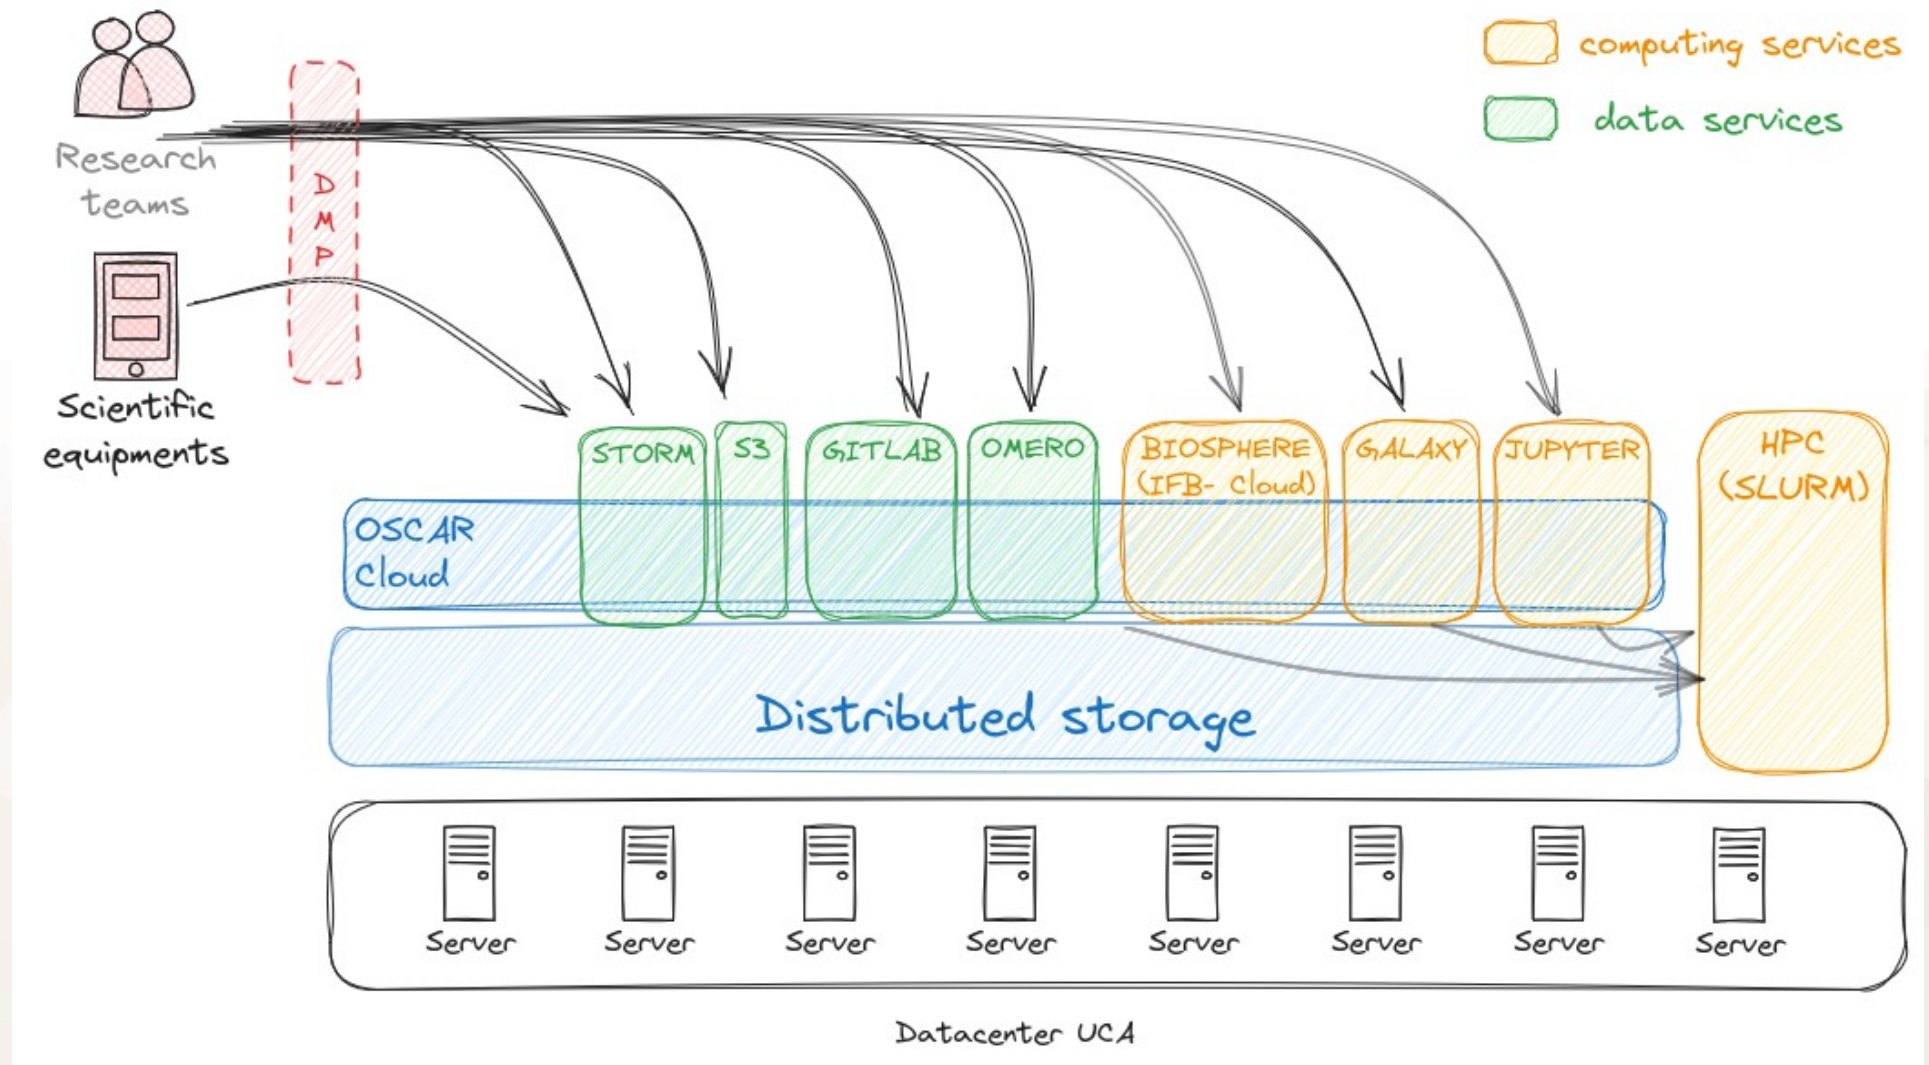 computing services
data services
Research
teams
D
M
P
Scientific
equipments
STORM
S3
GITLAB
OMERO
BIOSPHERE
(IFB- Cloud)
GALAXY
JUPYTER
HPC
(SLURM)
OSCAR
Cloud
Distributed storage
Server
Server
Server
Server
Server
Server
Server
Server
Datacenter UCA